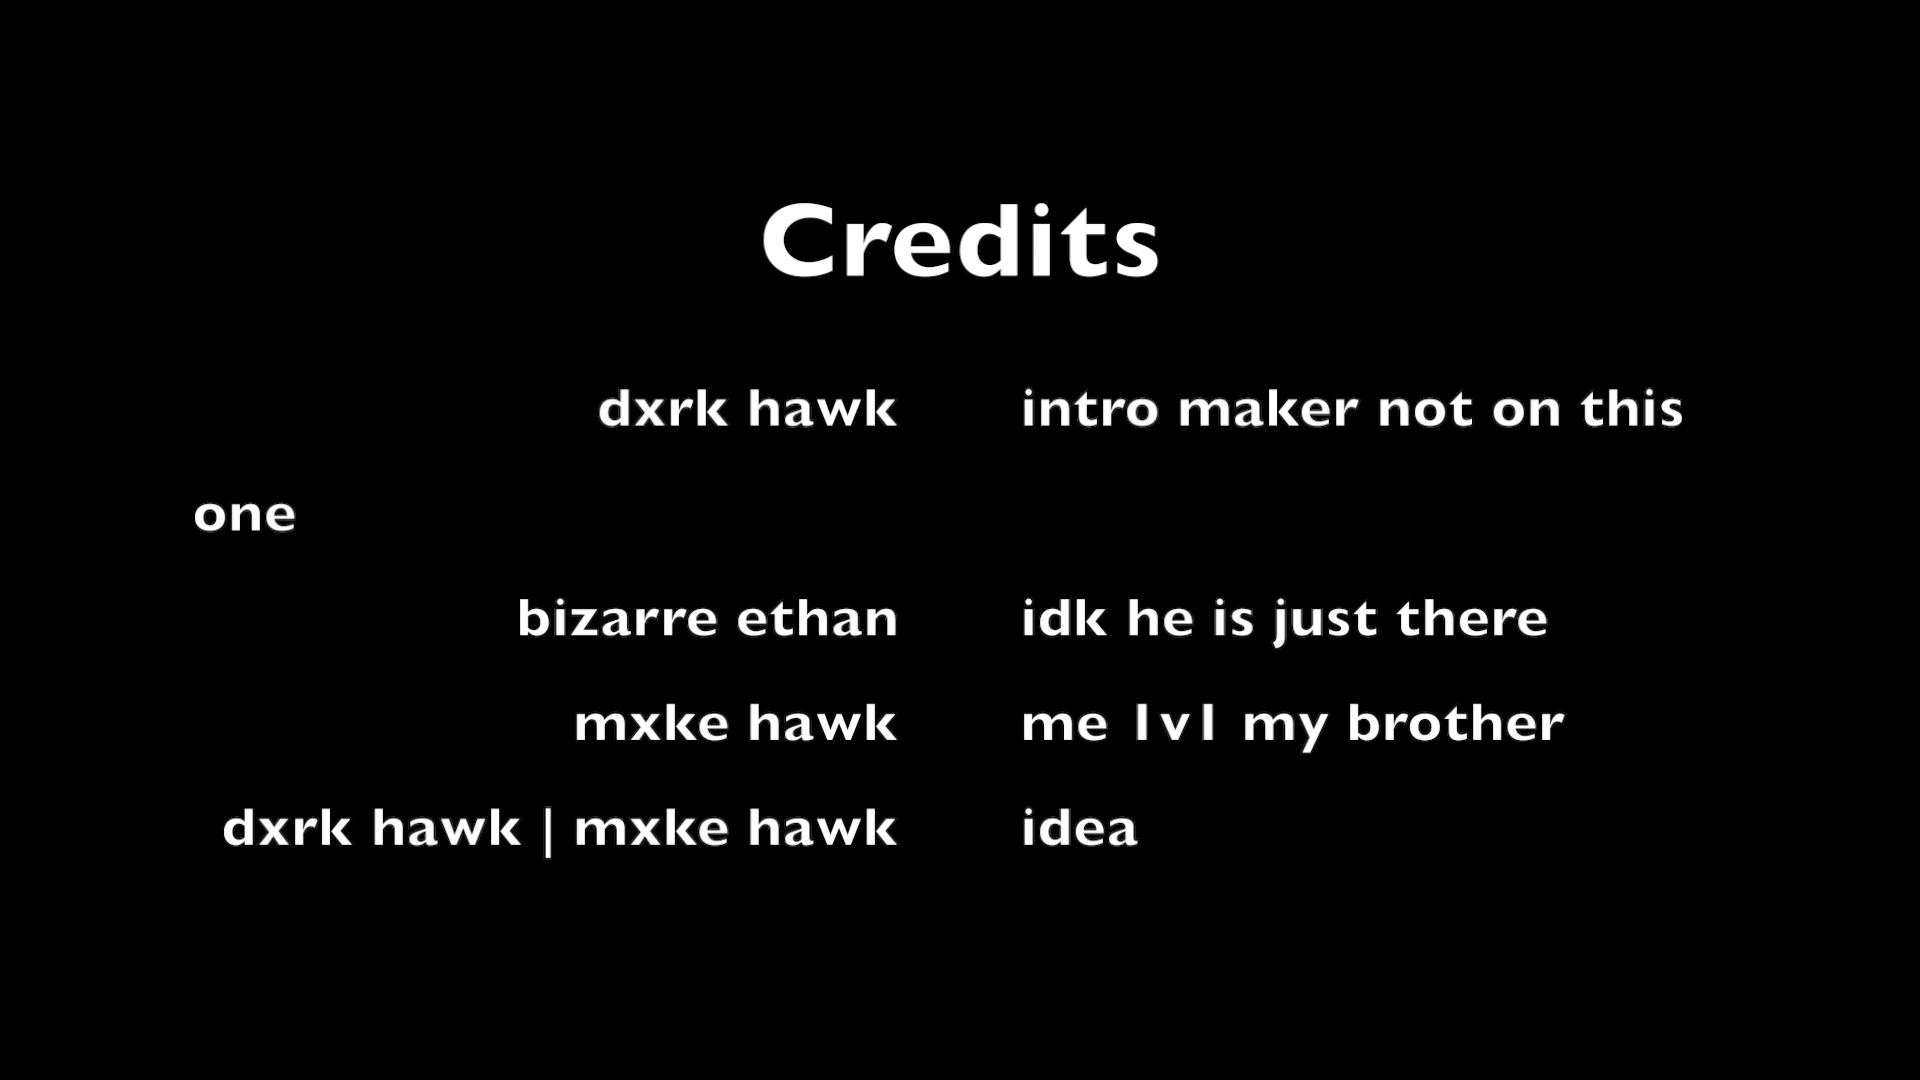 Credits
dxrk hawk intro maker not on this
one
bizarre ethan idk he is just there
mxke hawk me 1v1 my brother
dxrk hawk | mxke hawk idea